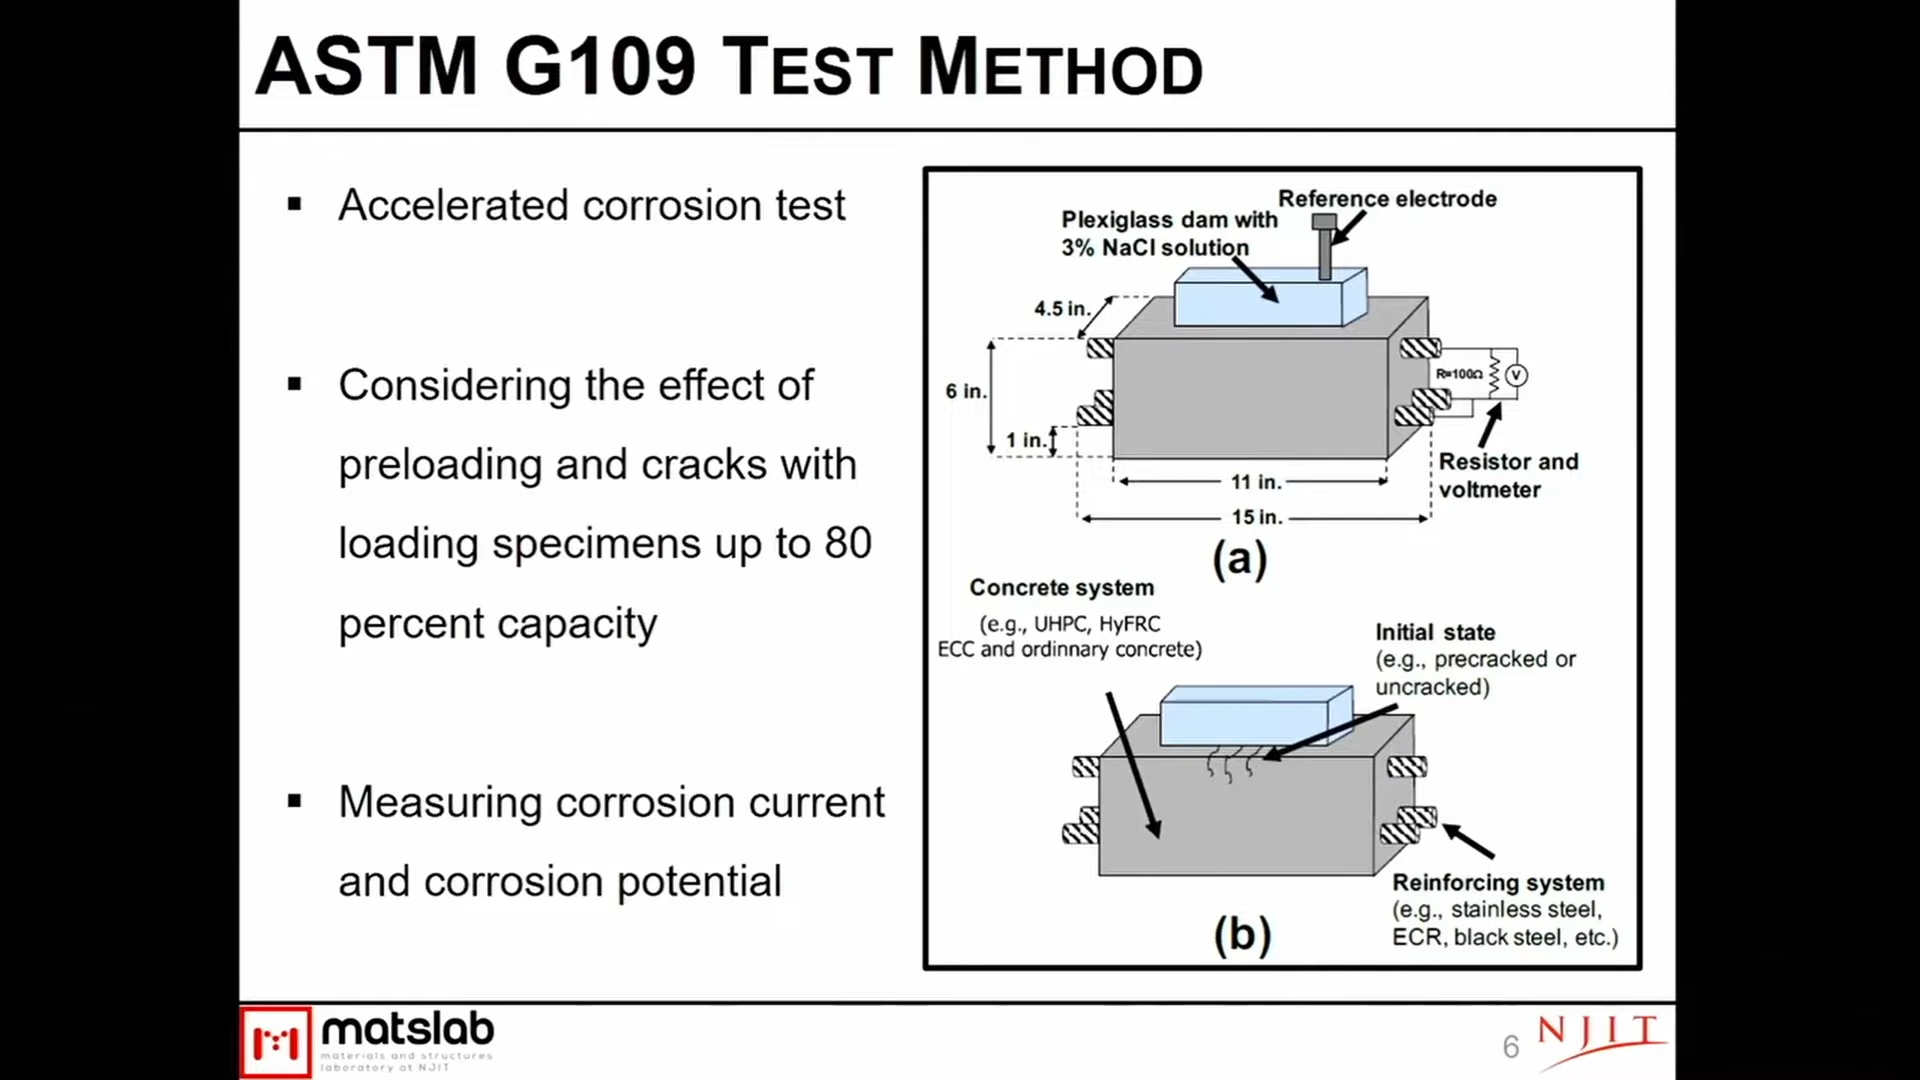 ASTM G109 TEST METHOD
▪ Accelerated corrosion test
▪ Considering the effect of
preloading and cracks with
loading specimens up to 80
percent capacity
▪ Measuring corrosion current
and corrosion potential
Reference electrode
Plexiglass dam with
3% NaCl solution
4.5 in.
6 in.
1 in.
R=100Ω
V
Resistor and
voltmeter
11 in.
15 in.
(a)
Concrete system
(e.g., UHPC, HyFRC
ECC and ordinnary concrete)
Initial state
(e.g., precracked or
uncracked)
Reinforcing system
(e.g., stainless steel,
ECR, black steel, etc.)
(b)
matslab
materials and structures
laboratory at NJIT
6
NJIT